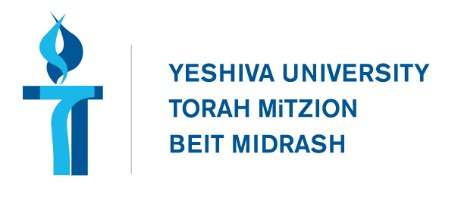 YESHIVA UNIVERSITY
TORAH MiTZION
BEIT MIDRASH